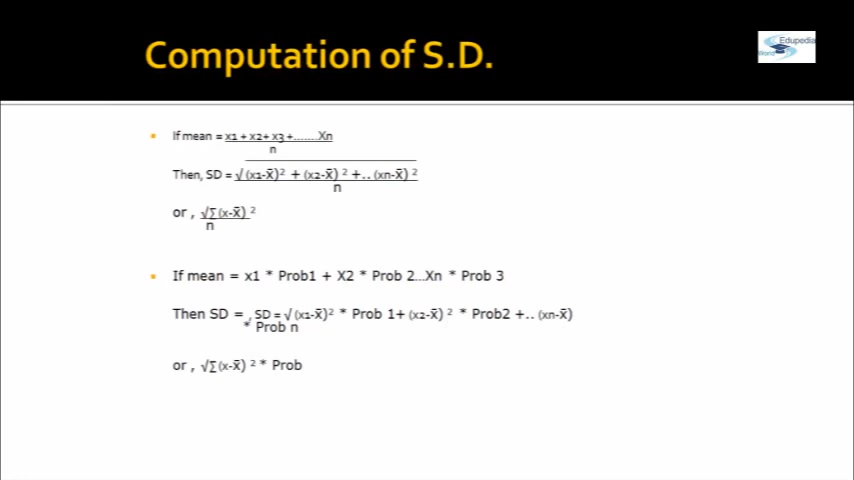 Computation of S.D.
Edupedia
World
If mean = x1 + x2+ x3 +.......Xn
n
Then, SD = √(x1-x̄)² + (x2-x̄) ² +.. (xn-x̄) ²
n
or , √∑(x-x̄) ²
n
If mean = x1 * Prob1 + X2 * Prob 2...Xn * Prob 3
Then SD = , SD = √(x1-x̄)² * Prob 1+ (x2-x̄) ² * Prob2 +.. (xn-x̄)
* Prob n
or , √∑(x-x̄) ² * Prob